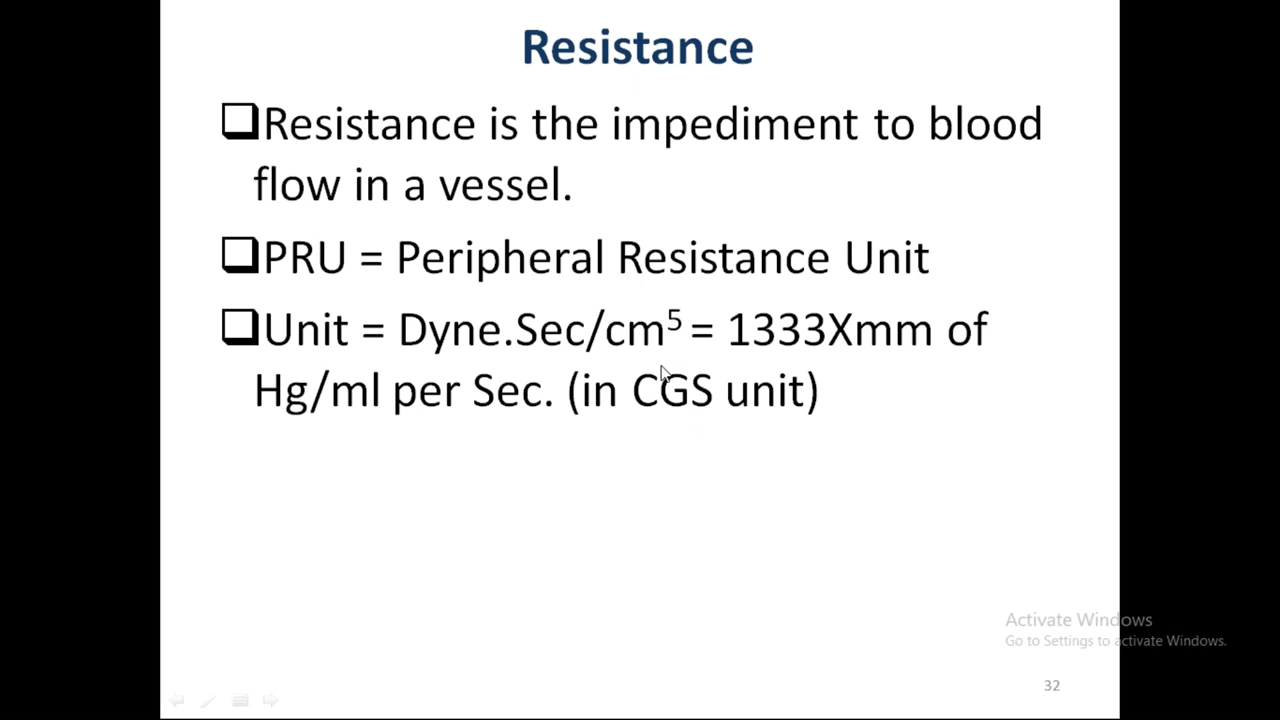 Resistance
❑Resistance is the impediment to blood
flow in a vessel.
❑PRU = Peripheral Resistance Unit
❑Unit = Dyne.Sec/cm⁵ = 1333Xmm of
Hg/ml per Sec. (in CGS unit)
Activate Windows
Go to Settings to activate Windows.
32